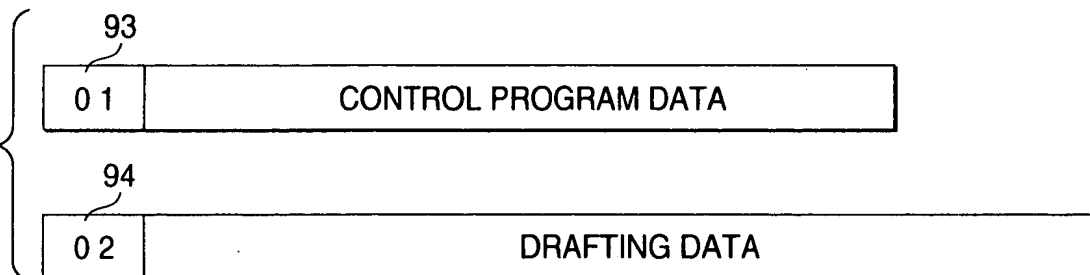 93
0 1 CONTROL PROGRAM DATA
94
0 2 DRAFTING DATA